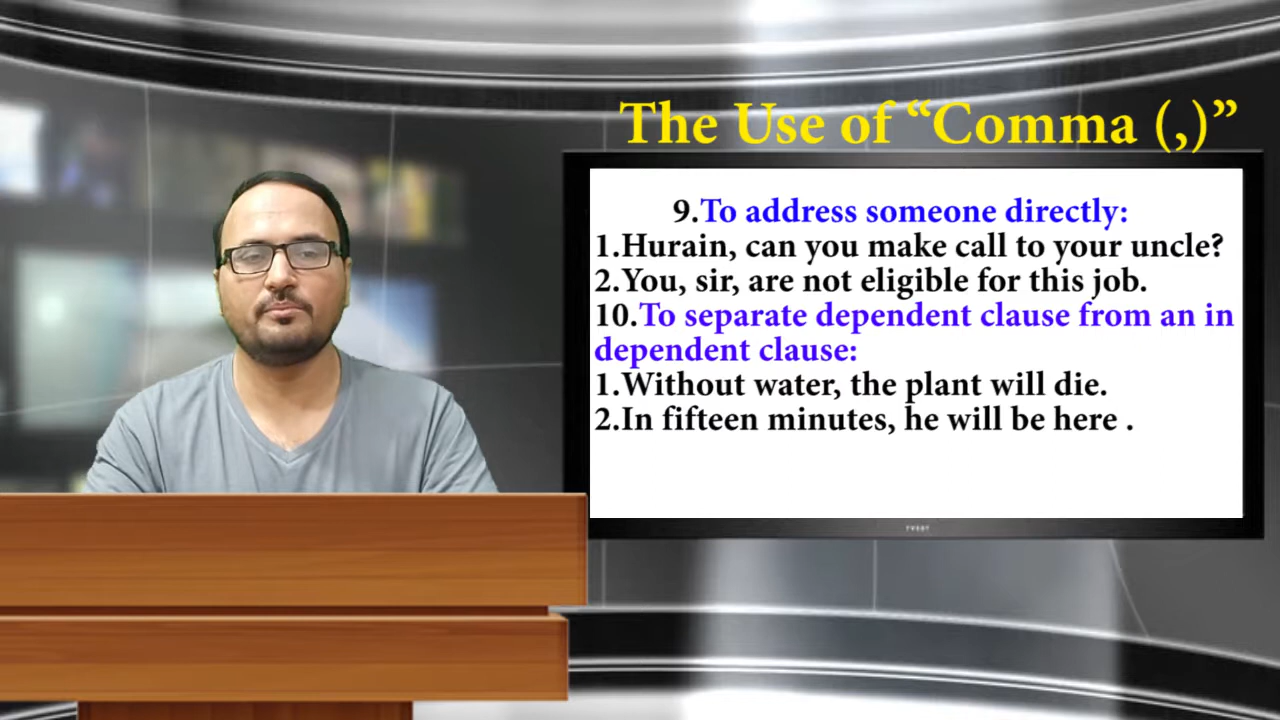 The Use of “Comma (,)”
9.To address someone directly:
1.Hurain, can you make call to your uncle?
2.You, sir, are not eligible for this job.
10.To separate dependent clause from an in
dependent clause:
1.Without water, the plant will die.
2.In fifteen minutes, he will be here .